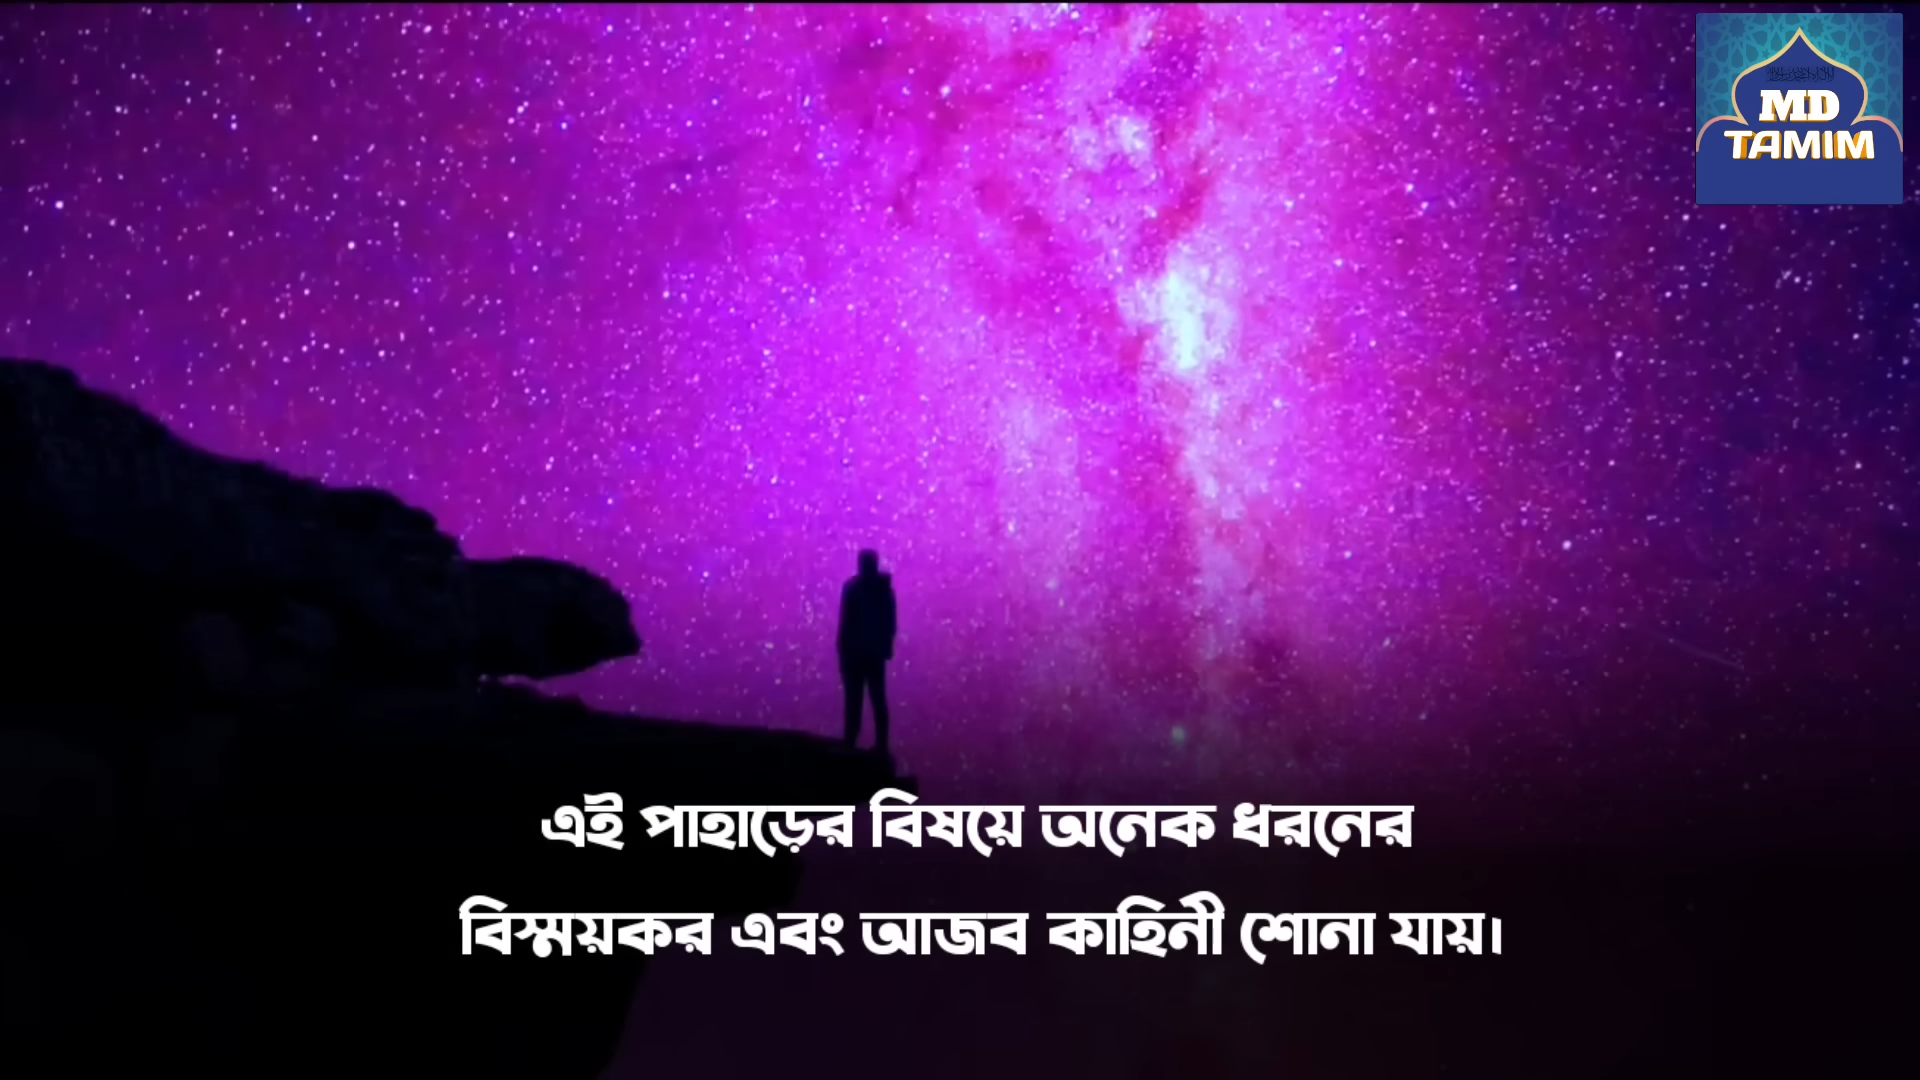 MD
TAMIM
এই পাহাড়ের বিষয়ে অনেক ধরনের
বিস্ময়কর এবং আজব কাহিনী শোনা যায়।